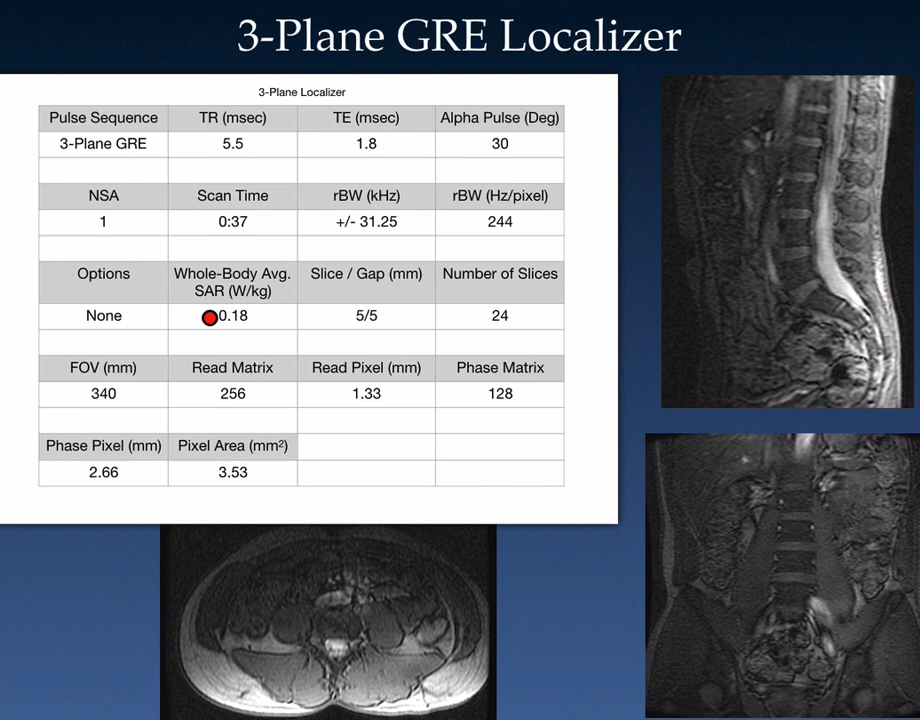 3-Plane GRE Localizer
3-Plane Localizer
Pulse Sequence TR (msec) TE (msec) Alpha Pulse (Deg)
3-Plane GRE 5.5 1.8 30
NSA Scan Time rBW (kHz) rBW (Hz/pixel)
1 0:37 +/- 31.25 244
Options Whole-Body Avg. Slice / Gap (mm) Number of Slices
SAR (W/kg)
None 0.18 5/5 24
FOV (mm) Read Matrix Read Pixel (mm) Phase Matrix
340 256 1.33 128
Phase Pixel (mm) Pixel Area (mm²)
2.66 3.53